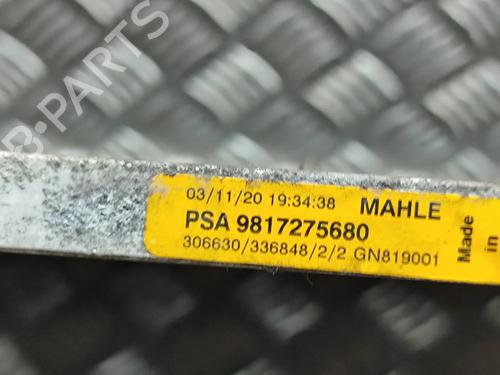 B-PARTS
03/11/20 19:34:38 MAHLE
PSA 9817275680
306630/336848/2/2 GN819001
Made
in